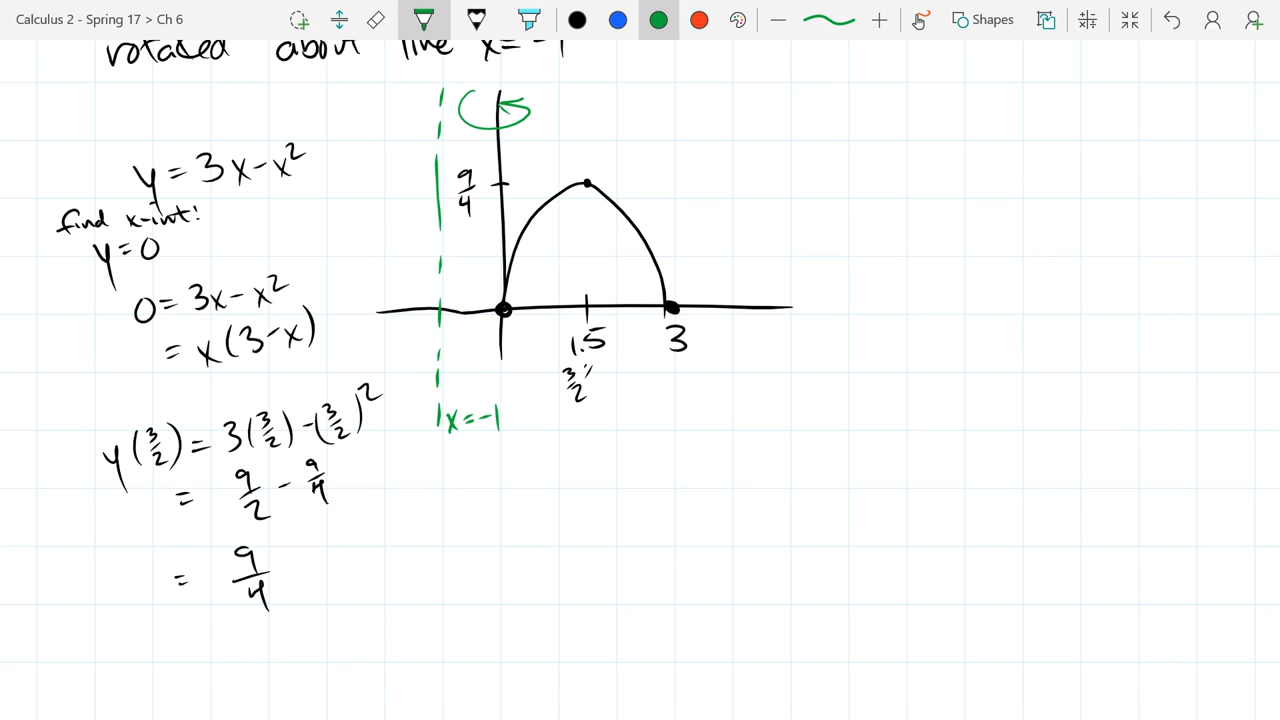 Calculus 2 - Spring 17 > Ch 6
Shapes
rotated about line x=-1
y = 3x-x²
find x-int!
y=0
0= 3x-x²
= x(3-x)
y(3/2) = 3(3/2) -(3/2)²
= 9/2 - 9/4
= 9/4
9/4
1.5
3/2
3
x=-1